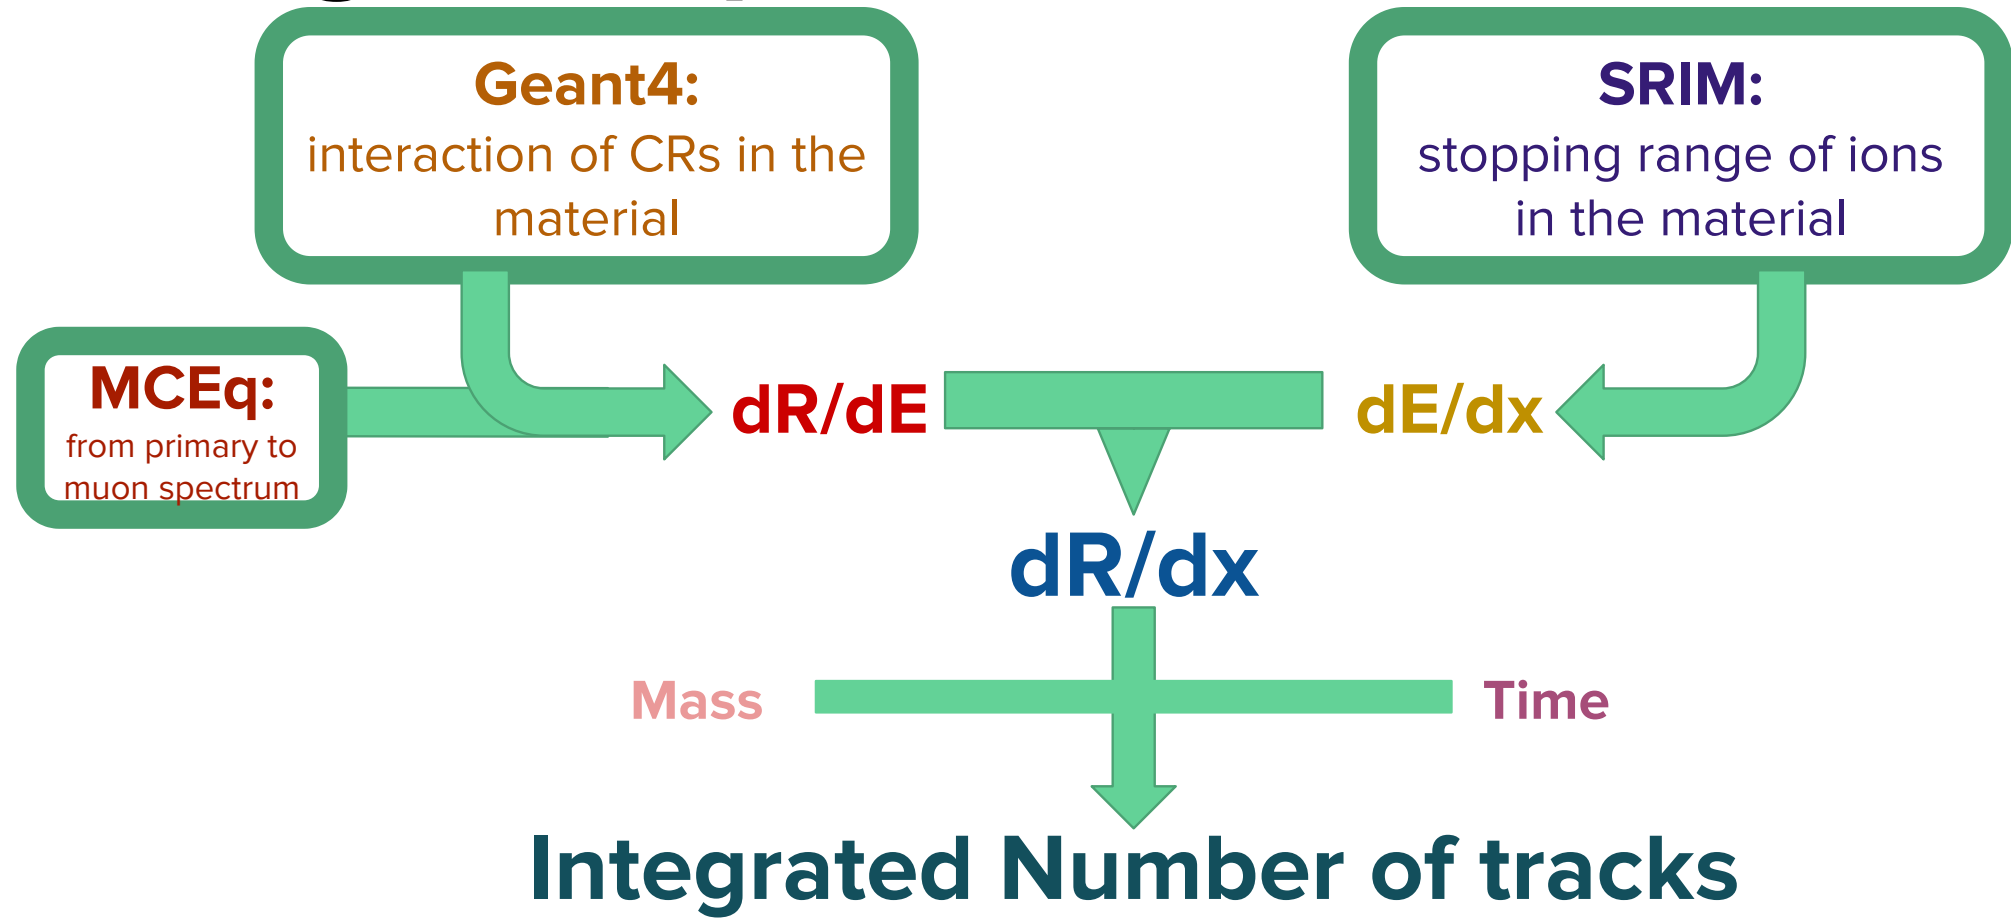 Geant4:
interaction of CRs in the
material
SRIM:
stopping range of ions
in the material
MCEq:
from primary to
muon spectrum
dR/dE
dE/dx
dR/dx
Mass
Time
Integrated Number of tracks